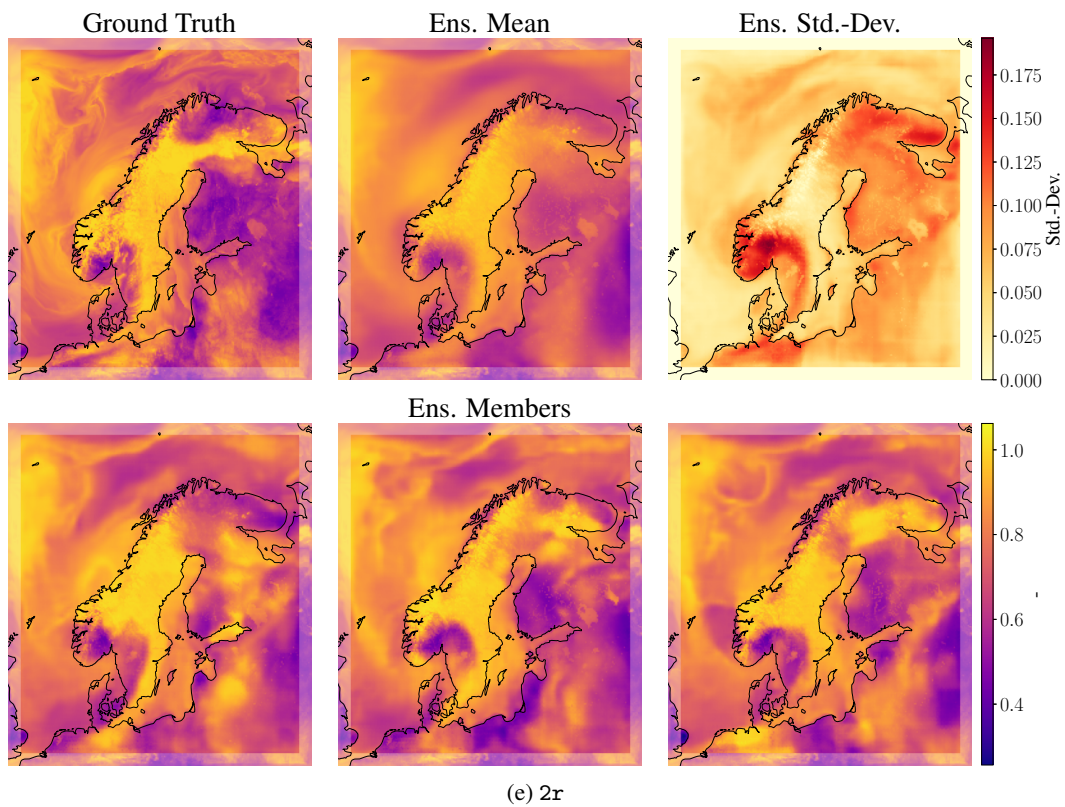 Ground Truth
Ens. Mean
Ens. Std.-Dev.
0.175
0.150
0.125
0.100
0.075
0.050
0.025
0.000
Std.-Dev.
Ens. Members
1.0
0.8
0.6
0.4
-
(e) 2r